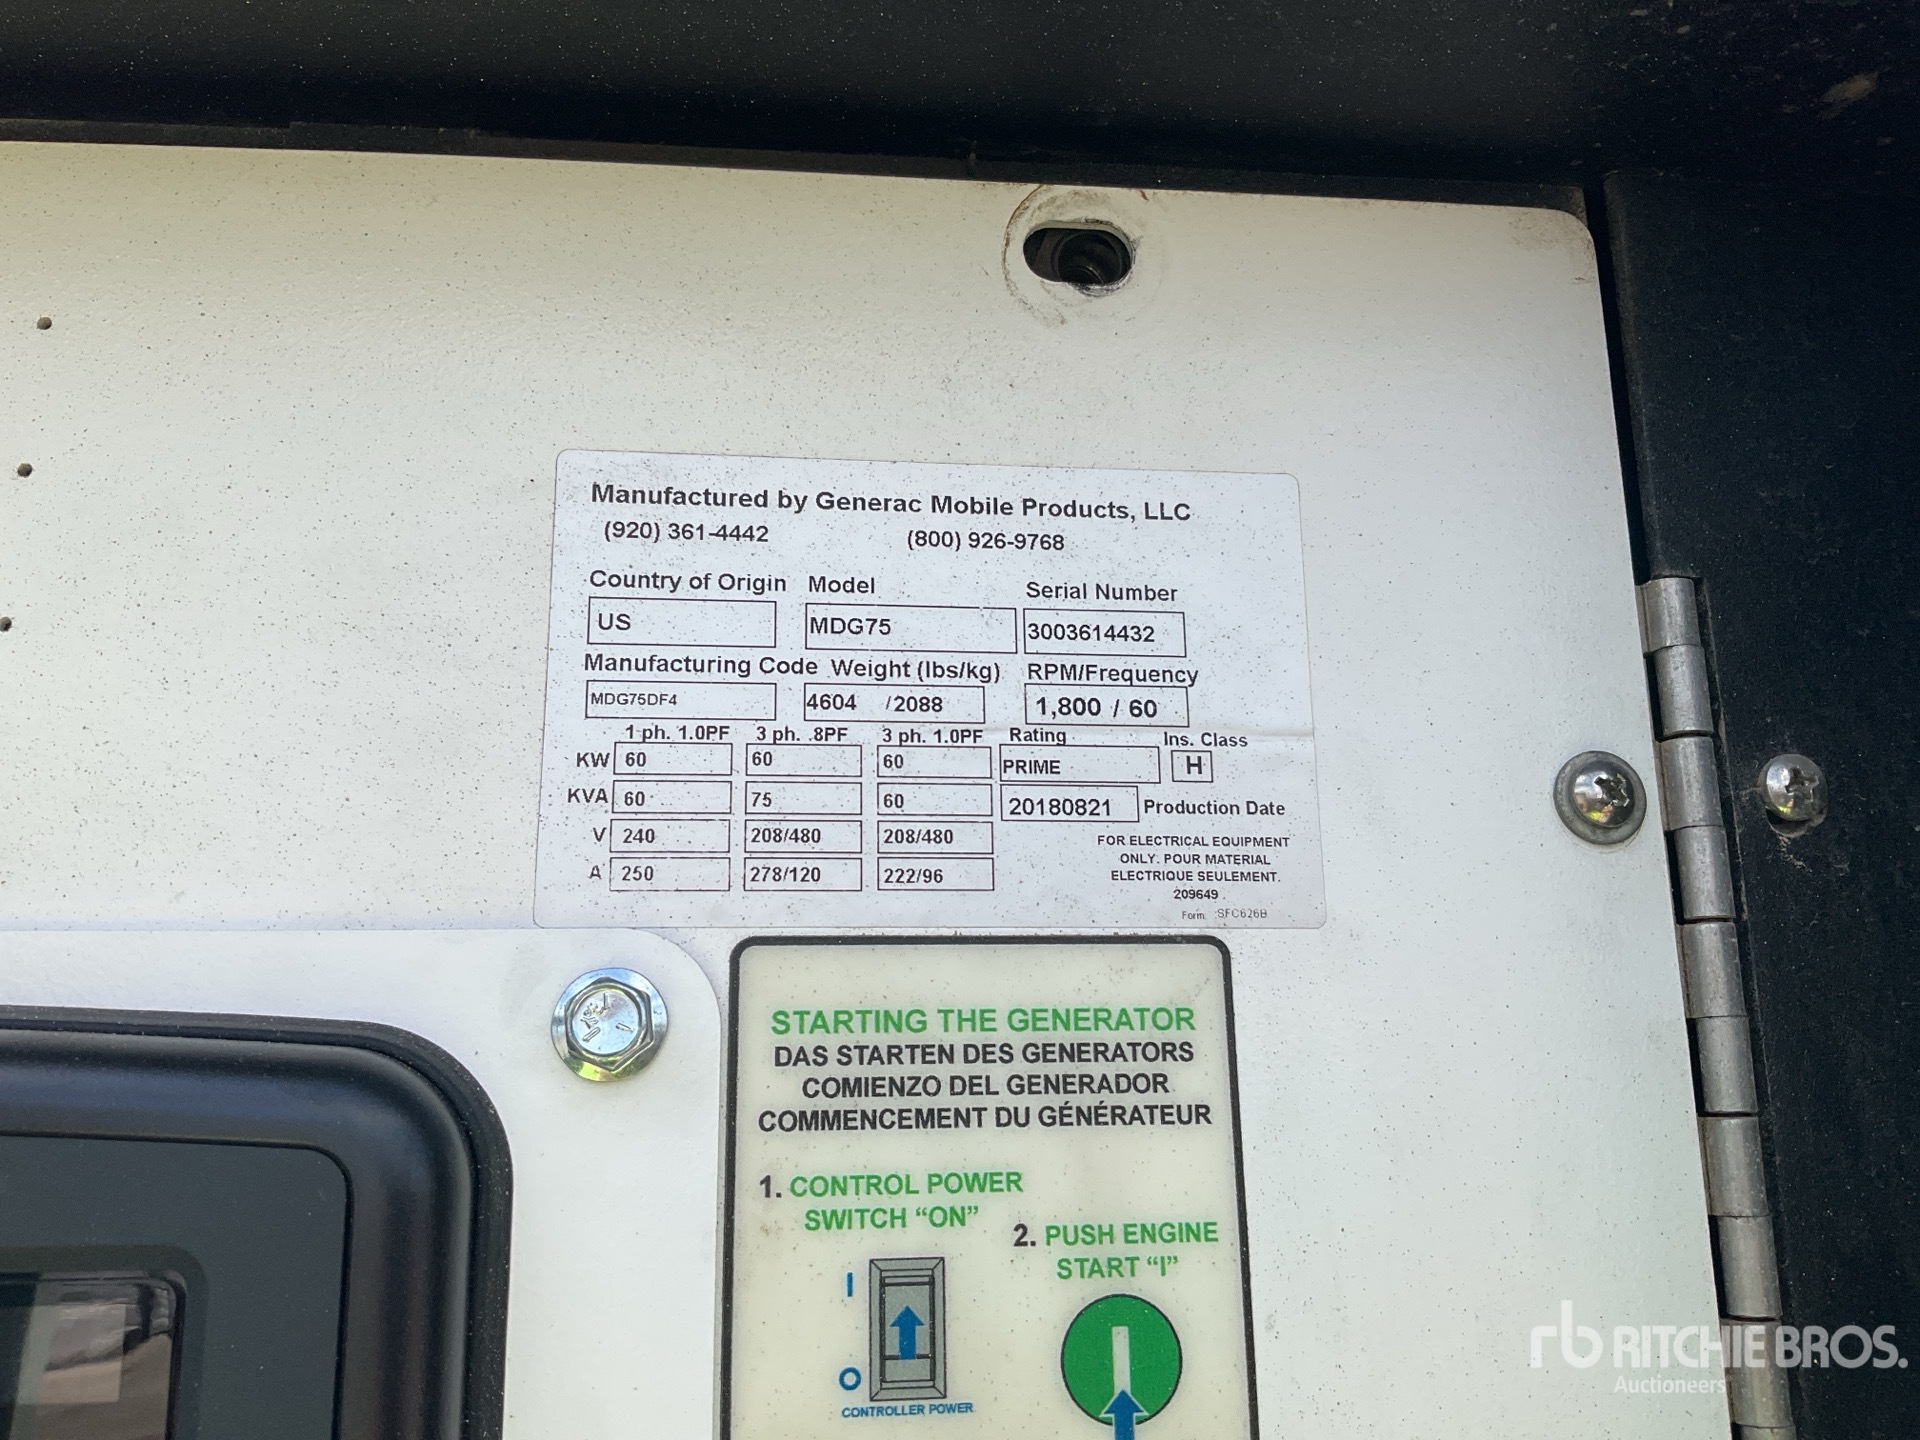 Manufactured by Generac Mobile Products, LLC
(920) 361-4442 (800) 926-9768
Country of Origin Model Serial Number
US MDG75 3003614432
Manufacturing Code Weight (lbs/kg) RPM/Frequency
MDG75DF4 4604 /2088 1,800 / 60
1 ph. 1.0PF 3 ph. .8PF 3 ph. 1.0PF Rating Ins. Class
KW 60 60 60 PRIME H
KVA 60 75 60 20180821 Production Date
V 240 208/480 208/480
A 250 278/120 222/96
FOR ELECTRICAL EQUIPMENT
ONLY. POUR MATERIAL
ELECTRIQUE SEULEMENT.
209649
Form SFC626B
STARTING THE GENERATOR
DAS STARTEN DES GENERATORS
COMIENZO DEL GENERADOR
COMMENCEMENT DU GÉNÉRATEUR
1. CONTROL POWER
SWITCH “ON”
2. PUSH ENGINE
START “I”
I
O
CONTROLLER POWER
rb RITCHIE BROS.
Auctioneers